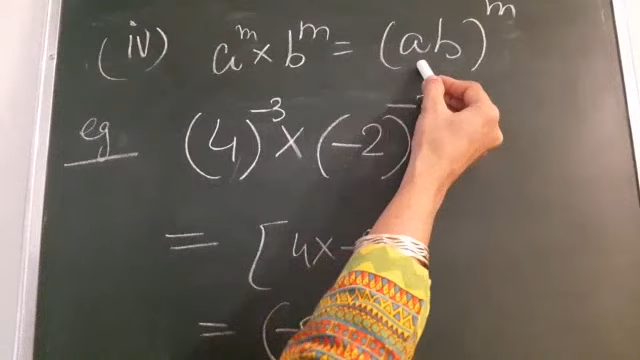 (iv) a^m × b^m = (ab)^m
eg (4)^-3 × (-2)^-
= [4×-
= (-